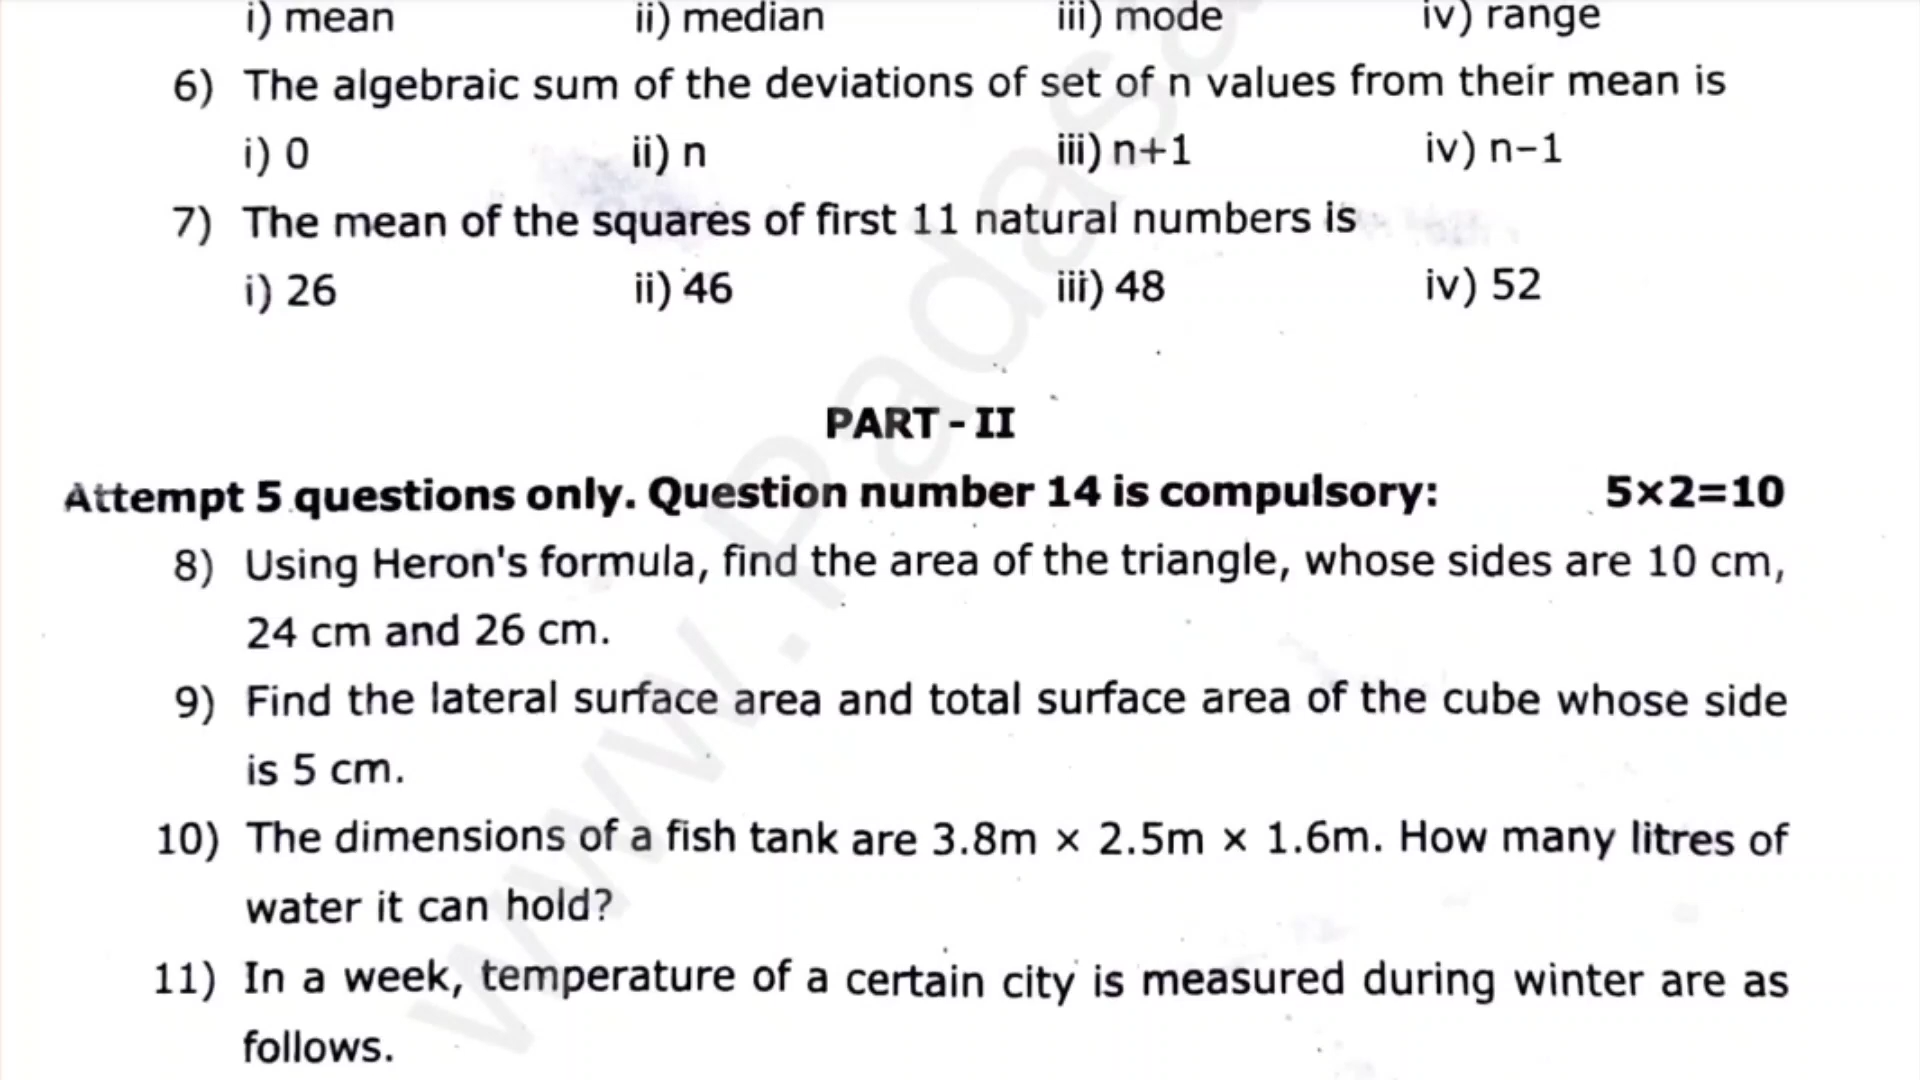 i) mean ii) median iii) mode iv) range
6) The algebraic sum of the deviations of set of n values from their mean is
i) 0 ii) n iii) n+1 iv) n-1
7) The mean of the squares of first 11 natural numbers is
i) 26 ii) 46 iii) 48 iv) 52
PART - II
Attempt 5 questions only. Question number 14 is compulsory: 5×2=10
8) Using Heron's formula, find the area of the triangle, whose sides are 10 cm,
24 cm and 26 cm.
9) Find the lateral surface area and total surface area of the cube whose side
is 5 cm.
10) The dimensions of a fish tank are 3.8m × 2.5m × 1.6m. How many litres of
water it can hold?
11) In a week, temperature of a certain city is measured during winter are as
follows.
www.Padasa